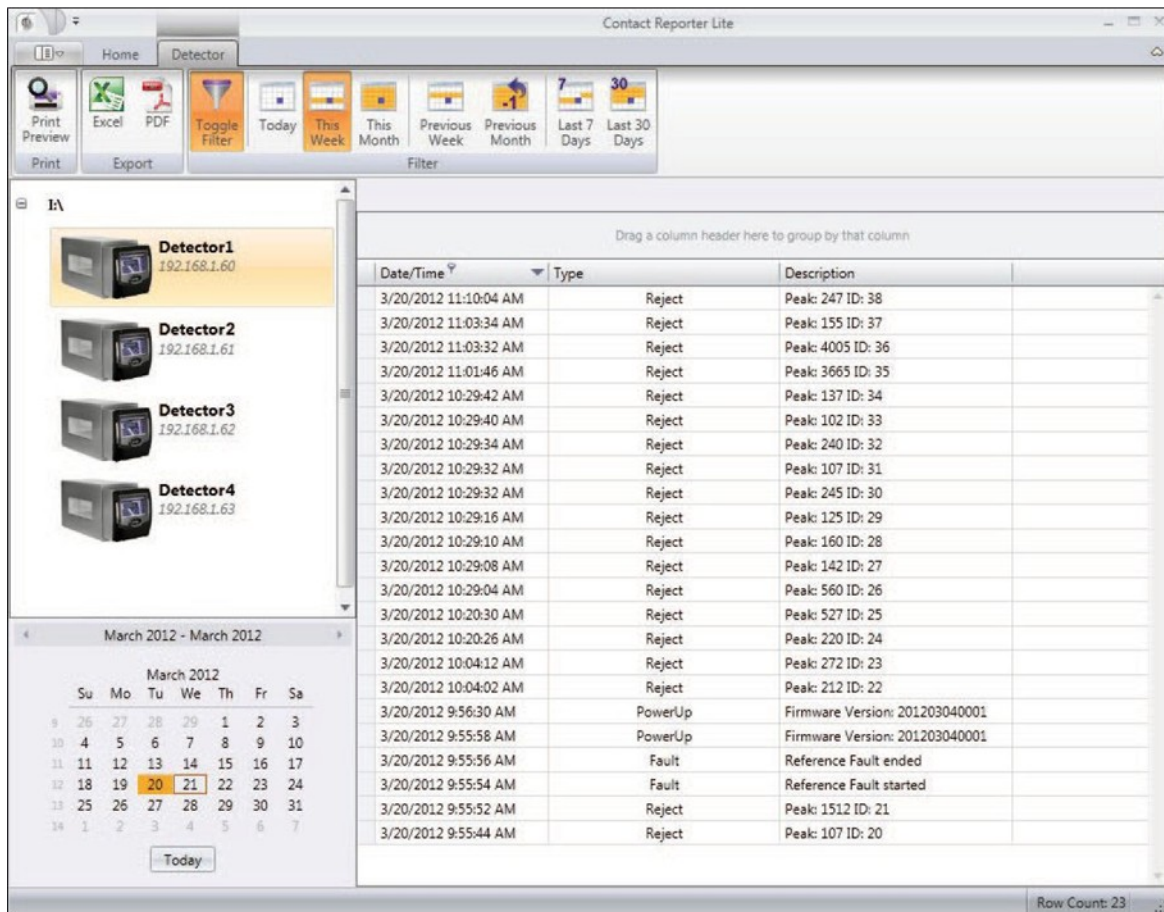 Contact Reporter Lite
Home Detector
Print Preview Excel PDF Toggle Filter Today This Week This Month Previous Week Previous Month 7 Last 7 Days 30 Last 30 Days
-1
Print Export Filter
I:\
Detector1
192.168.1.60
Detector2
192.168.1.61
Detector3
192.168.1.62
Detector4
192.168.1.63
March 2012 - March 2012
March 2012
Su Mo Tu We Th Fr Sa
9 26 27 28 29 1 2 3
10 4 5 6 7 8 9 10
11 11 12 13 14 15 16 17
12 18 19 20 21 22 23 24
13 25 26 27 28 29 30 31
14 1 2 3 4 5 6 7
Today
Drag a column header here to group by that column
Date/Time Type Description
3/20/2012 11:10:04 AM Reject Peak: 247 ID: 38
3/20/2012 11:03:34 AM Reject Peak: 155 ID: 37
3/20/2012 11:03:32 AM Reject Peak: 4005 ID: 36
3/20/2012 11:01:46 AM Reject Peak: 3665 ID: 35
3/20/2012 10:29:42 AM Reject Peak: 137 ID: 34
3/20/2012 10:29:40 AM Reject Peak: 102 ID: 33
3/20/2012 10:29:34 AM Reject Peak: 240 ID: 32
3/20/2012 10:29:32 AM Reject Peak: 107 ID: 31
3/20/2012 10:29:32 AM Reject Peak: 245 ID: 30
3/20/2012 10:29:16 AM Reject Peak: 125 ID: 29
3/20/2012 10:29:10 AM Reject Peak: 160 ID: 28
3/20/2012 10:29:08 AM Reject Peak: 142 ID: 27
3/20/2012 10:29:04 AM Reject Peak: 560 ID: 26
3/20/2012 10:20:30 AM Reject Peak: 527 ID: 25
3/20/2012 10:20:26 AM Reject Peak: 220 ID: 24
3/20/2012 10:04:12 AM Reject Peak: 272 ID: 23
3/20/2012 10:04:02 AM Reject Peak: 212 ID: 22
3/20/2012 9:56:30 AM PowerUp Firmware Version: 201203040001
3/20/2012 9:55:58 AM PowerUp Firmware Version: 201203040001
3/20/2012 9:55:56 AM Fault Reference Fault ended
3/20/2012 9:55:54 AM Fault Reference Fault started
3/20/2012 9:55:52 AM Reject Peak: 1512 ID: 21
3/20/2012 9:55:44 AM Reject Peak: 107 ID: 20
Row Count: 23